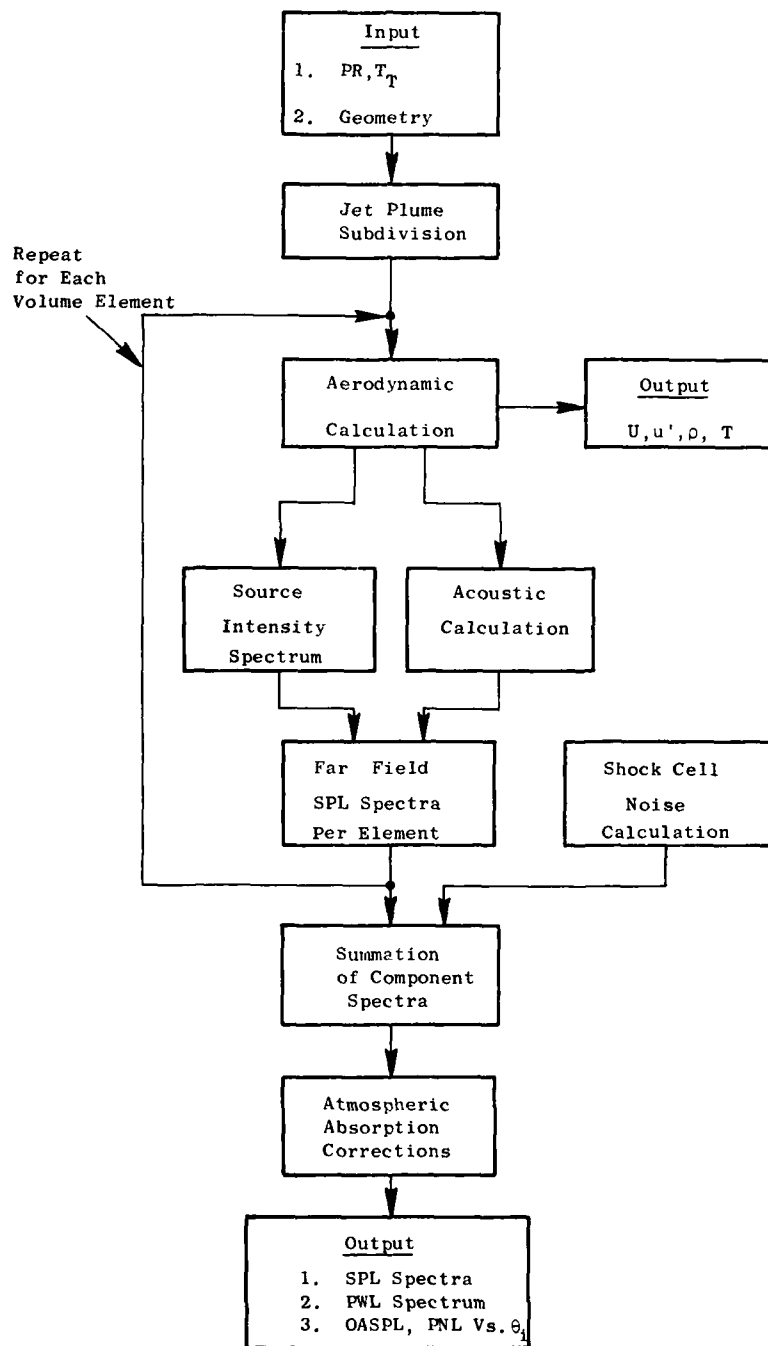 Input
1. PR,T_T
2. Geometry
Jet Plume
Subdivision
Repeat
for Each
Volume Element
Aerodynamic
Calculation
Output
U,u',ρ, T
Source
Intensity
Spectrum
Acoustic
Calculation
Far Field
SPL Spectra
Per Element
Shock Cell
Noise
Calculation
Summation
of Component
Spectra
Atmospheric
Absorption
Corrections
Output
1. SPL Spectra
2. PWL Spectrum
3. OASPL, PNL Vs. θ_i